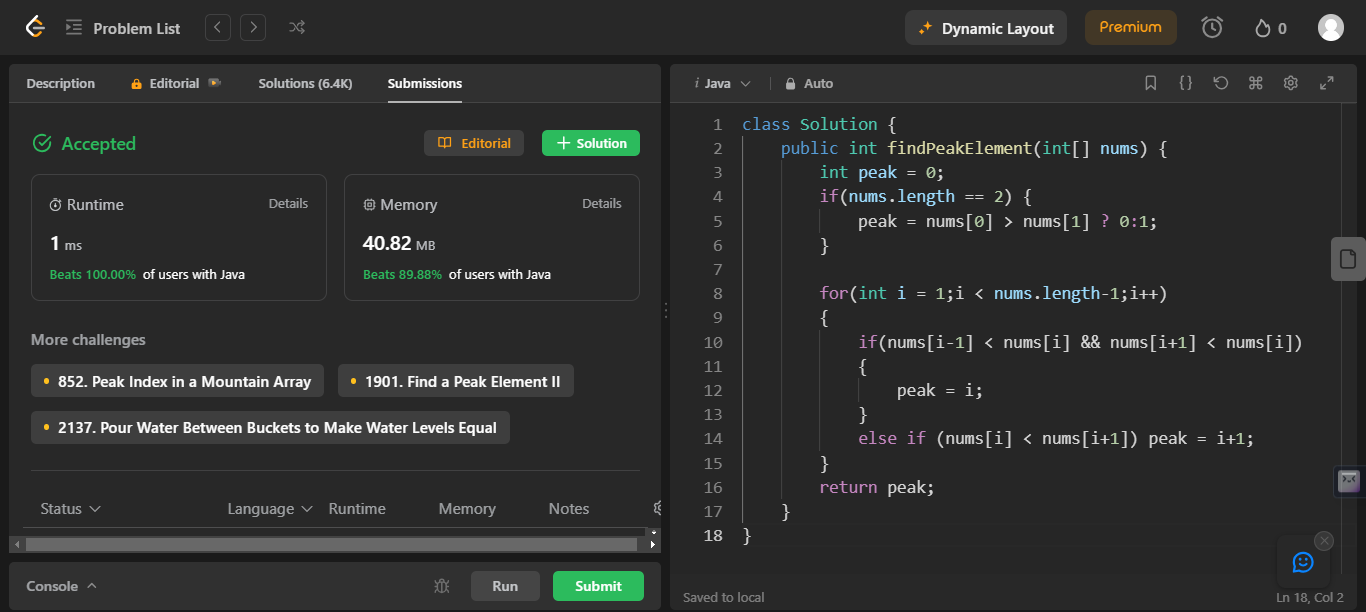 Problem List
Dynamic Layout
Premium
0
Description
Editorial
Solutions (6.4K)
Submissions
Accepted
Editorial
Solution
Runtime
Details
1 ms
Beats 100.00% of users with Java
Memory
Details
40.82 MB
Beats 89.88% of users with Java
More challenges
852. Peak Index in a Mountain Array
1901. Find a Peak Element II
2137. Pour Water Between Buckets to Make Water Levels Equal
Status
Language
Runtime
Memory
Notes
Console
Run
Submit
i Java
Auto
1 class Solution {
2 public int findPeakElement(int[] nums) {
3 int peak = 0;
4 if(nums.length == 2) {
5 peak = nums[0] > nums[1] ? 0:1;
6 }
7
8 for(int i = 1;i < nums.length-1;i++)
9 {
10 if(nums[i-1] < nums[i] && nums[i+1] < nums[i])
11 {
12 peak = i;
13 }
14 else if (nums[i] < nums[i+1]) peak = i+1;
15 }
16 return peak;
17 }
18 }
Saved to local
Ln 18, Col 2